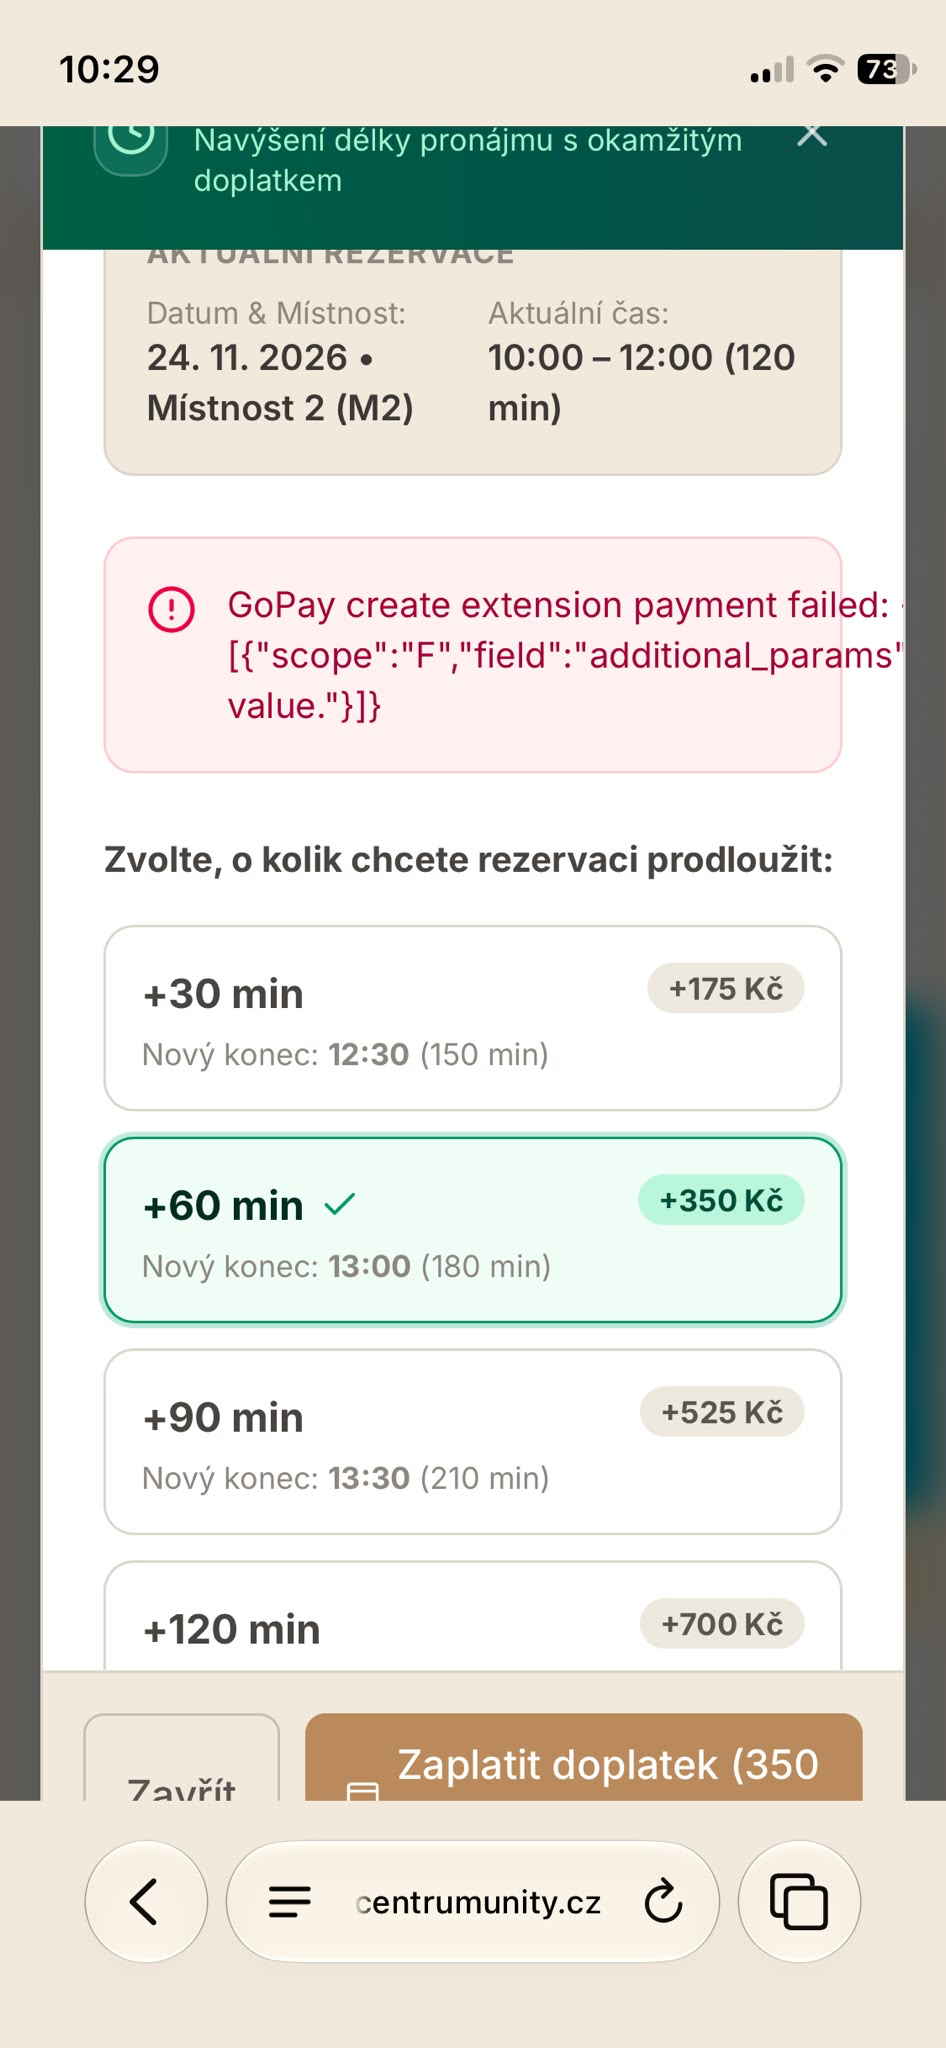 10:29
73
Navýšení délky pronájmu s okamžitým
doplatkem
AKTUÁLNÍ REZERVACE
Datum & Místnost:
24. 11. 2026 •
Místnost 2 (M2)
Aktuální čas:
10:00 – 12:00 (120
min)
GoPay create extension payment failed:
[{"scope":"F","field":"additional_params"
value."}]}
Zvolte, o kolik chcete rezervaci prodloužit:
+30 min
+175 Kč
Nový konec: 12:30 (150 min)
+60 min
+350 Kč
Nový konec: 13:00 (180 min)
+90 min
+525 Kč
Nový konec: 13:30 (210 min)
+120 min
+700 Kč
Zavřít
Zaplatit doplatek (350
centrumunity.cz